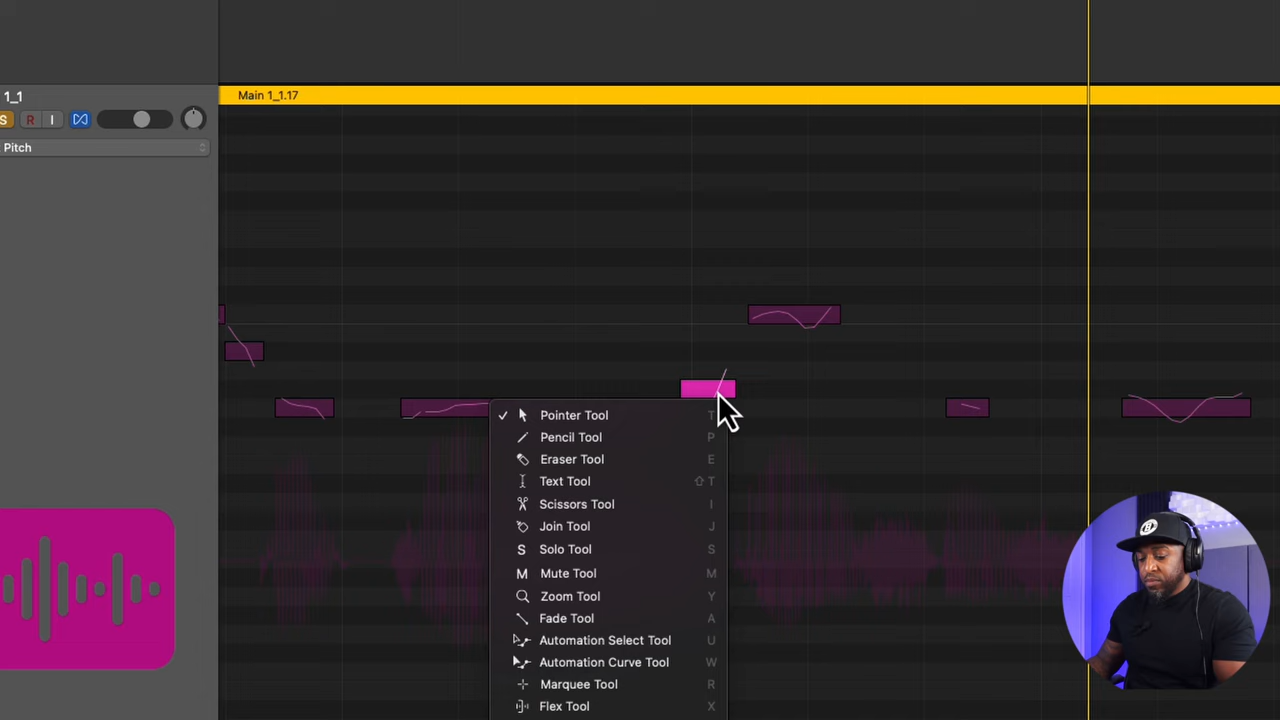 1_1
Main 1_1.17
S
R
I
Pitch
Pointer Tool T
Pencil Tool P
Eraser Tool E
Text Tool ⇧ T
Scissors Tool I
Join Tool J
S Solo Tool S
M Mute Tool M
Zoom Tool Y
Fade Tool A
Automation Select Tool U
Automation Curve Tool W
Marquee Tool R
Flex Tool X